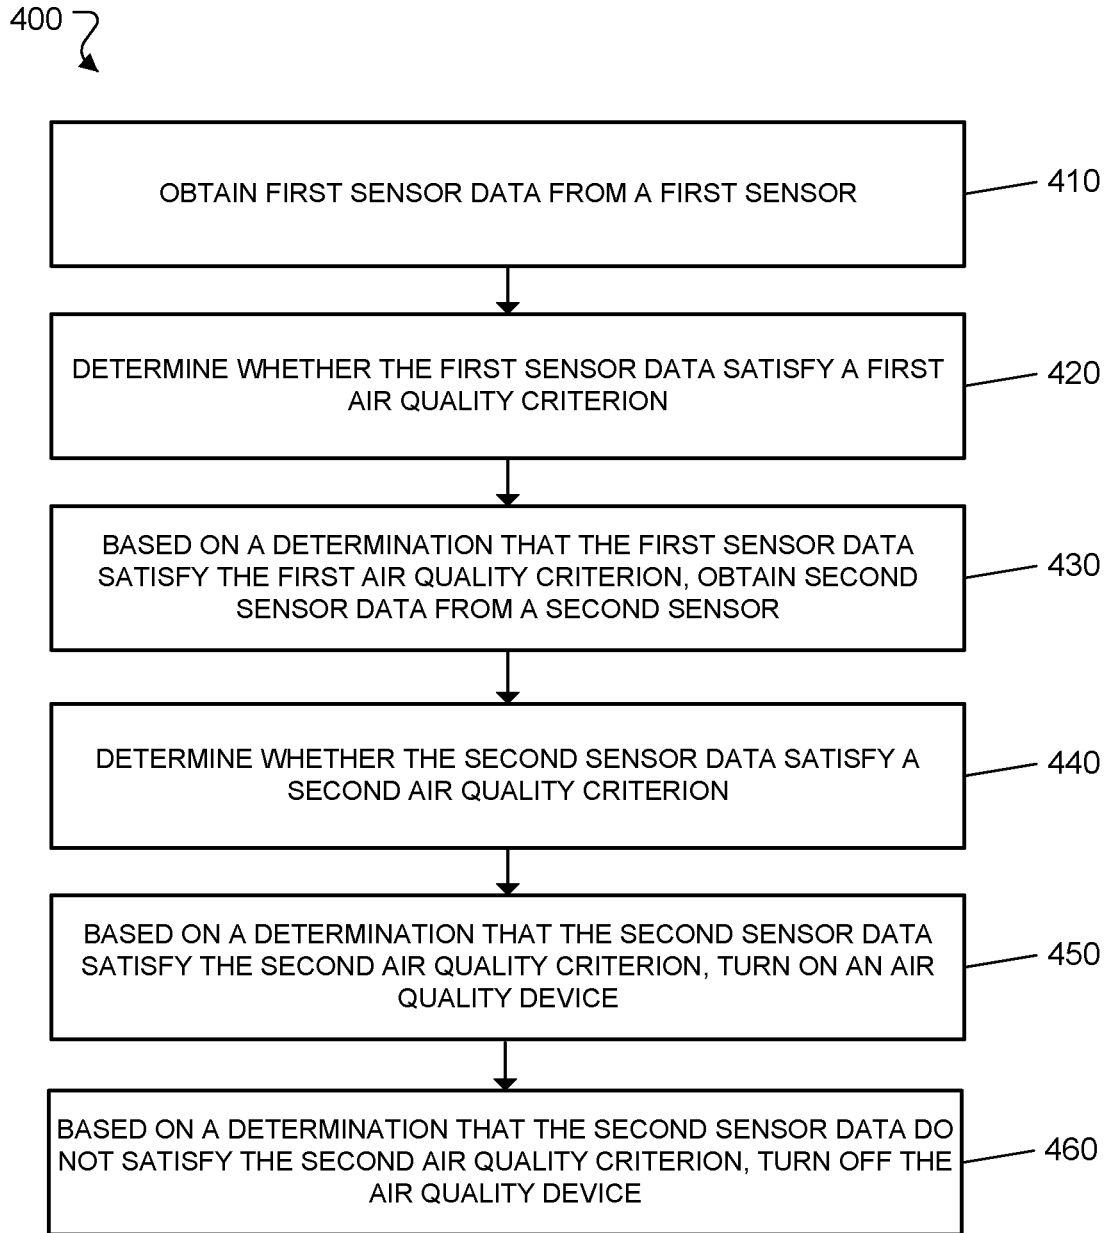 400
OBTAIN FIRST SENSOR DATA FROM A FIRST SENSOR
410
DETERMINE WHETHER THE FIRST SENSOR DATA SATISFY A FIRST
AIR QUALITY CRITERION
420
BASED ON A DETERMINATION THAT THE FIRST SENSOR DATA
SATISFY THE FIRST AIR QUALITY CRITERION, OBTAIN SECOND
SENSOR DATA FROM A SECOND SENSOR
430
DETERMINE WHETHER THE SECOND SENSOR DATA SATISFY A
SECOND AIR QUALITY CRITERION
440
BASED ON A DETERMINATION THAT THE SECOND SENSOR DATA
SATISFY THE SECOND AIR QUALITY CRITERION, TURN ON AN AIR
QUALITY DEVICE
450
BASED ON A DETERMINATION THAT THE SECOND SENSOR DATA DO
NOT SATISFY THE SECOND AIR QUALITY CRITERION, TURN OFF THE
AIR QUALITY DEVICE
460